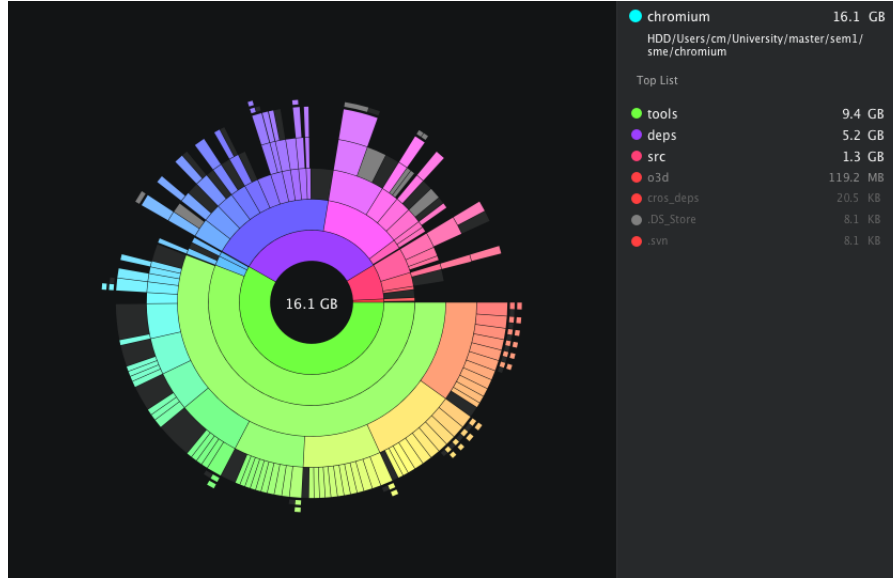 chromium 16.1 GB
HDD/Users/cm/University/master/sem1/
sme/chromium
Top List
tools 9.4 GB
deps 5.2 GB
src 1.3 GB
o3d 119.2 MB
cros_deps 20.5 KB
.DS_Store 8.1 KB
.svn 8.1 KB
16.1 GB